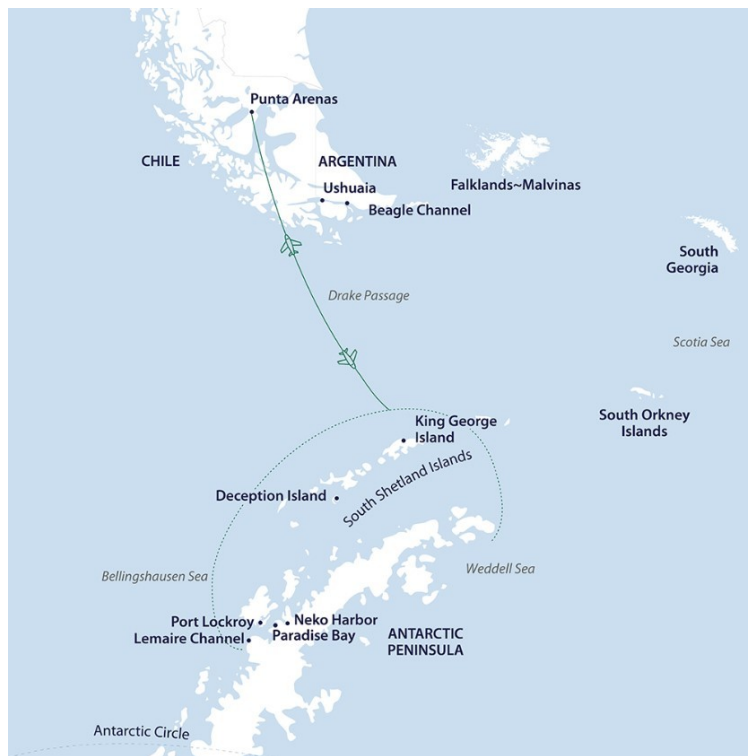 Punta Arenas
CHILE
ARGENTINA
Ushuaia
Falklands~Malvinas
Beagle Channel
South
Georgia
Drake Passage
Scotia Sea
King George
Island
South Orkney
Islands
South Shetland Islands
Deception Island
Weddell Sea
Bellingshausen Sea
Port Lockroy
Neko Harbor
Lemaire Channel
Paradise Bay
ANTARCTIC
PENINSULA
Antarctic Circle